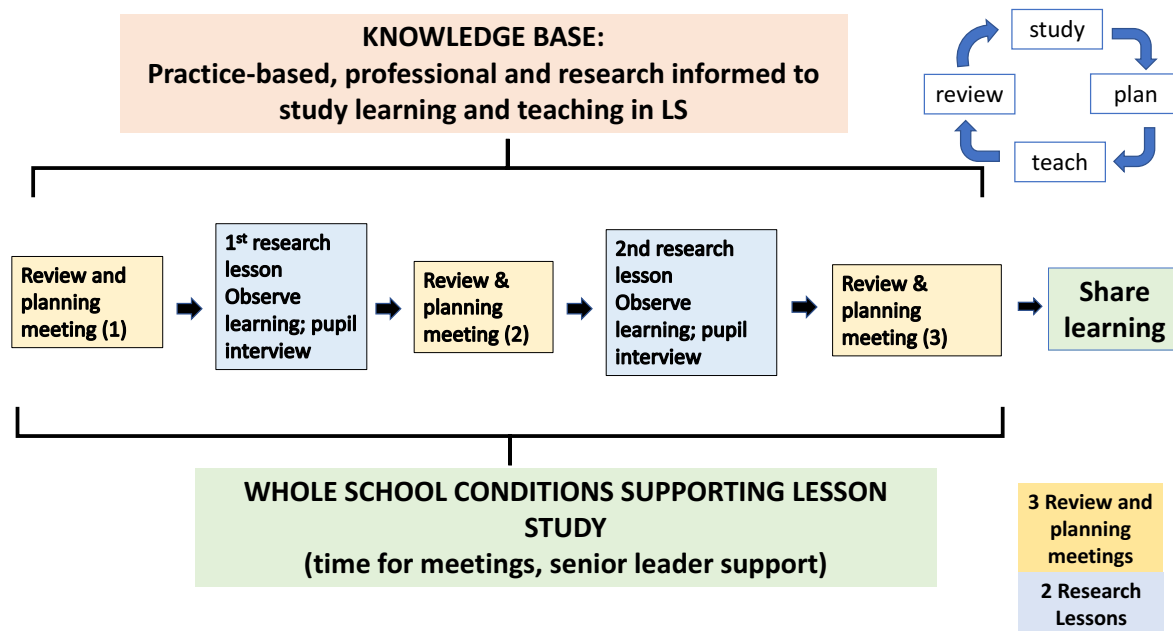 KNOWLEDGE BASE:
Practice-based, professional and research informed to
study learning and teaching in LS
study
plan
teach
review
Review and
planning
meeting (1)
1st research
lesson
Observe
learning; pupil
interview
Review &
planning
meeting (2)
2nd research
lesson
Observe
learning; pupil
interview
Review &
planning
meeting (3)
Share
learning
WHOLE SCHOOL CONDITIONS SUPPORTING LESSON
STUDY
(time for meetings, senior leader support)
3 Review and
planning
meetings
2 Research
Lessons